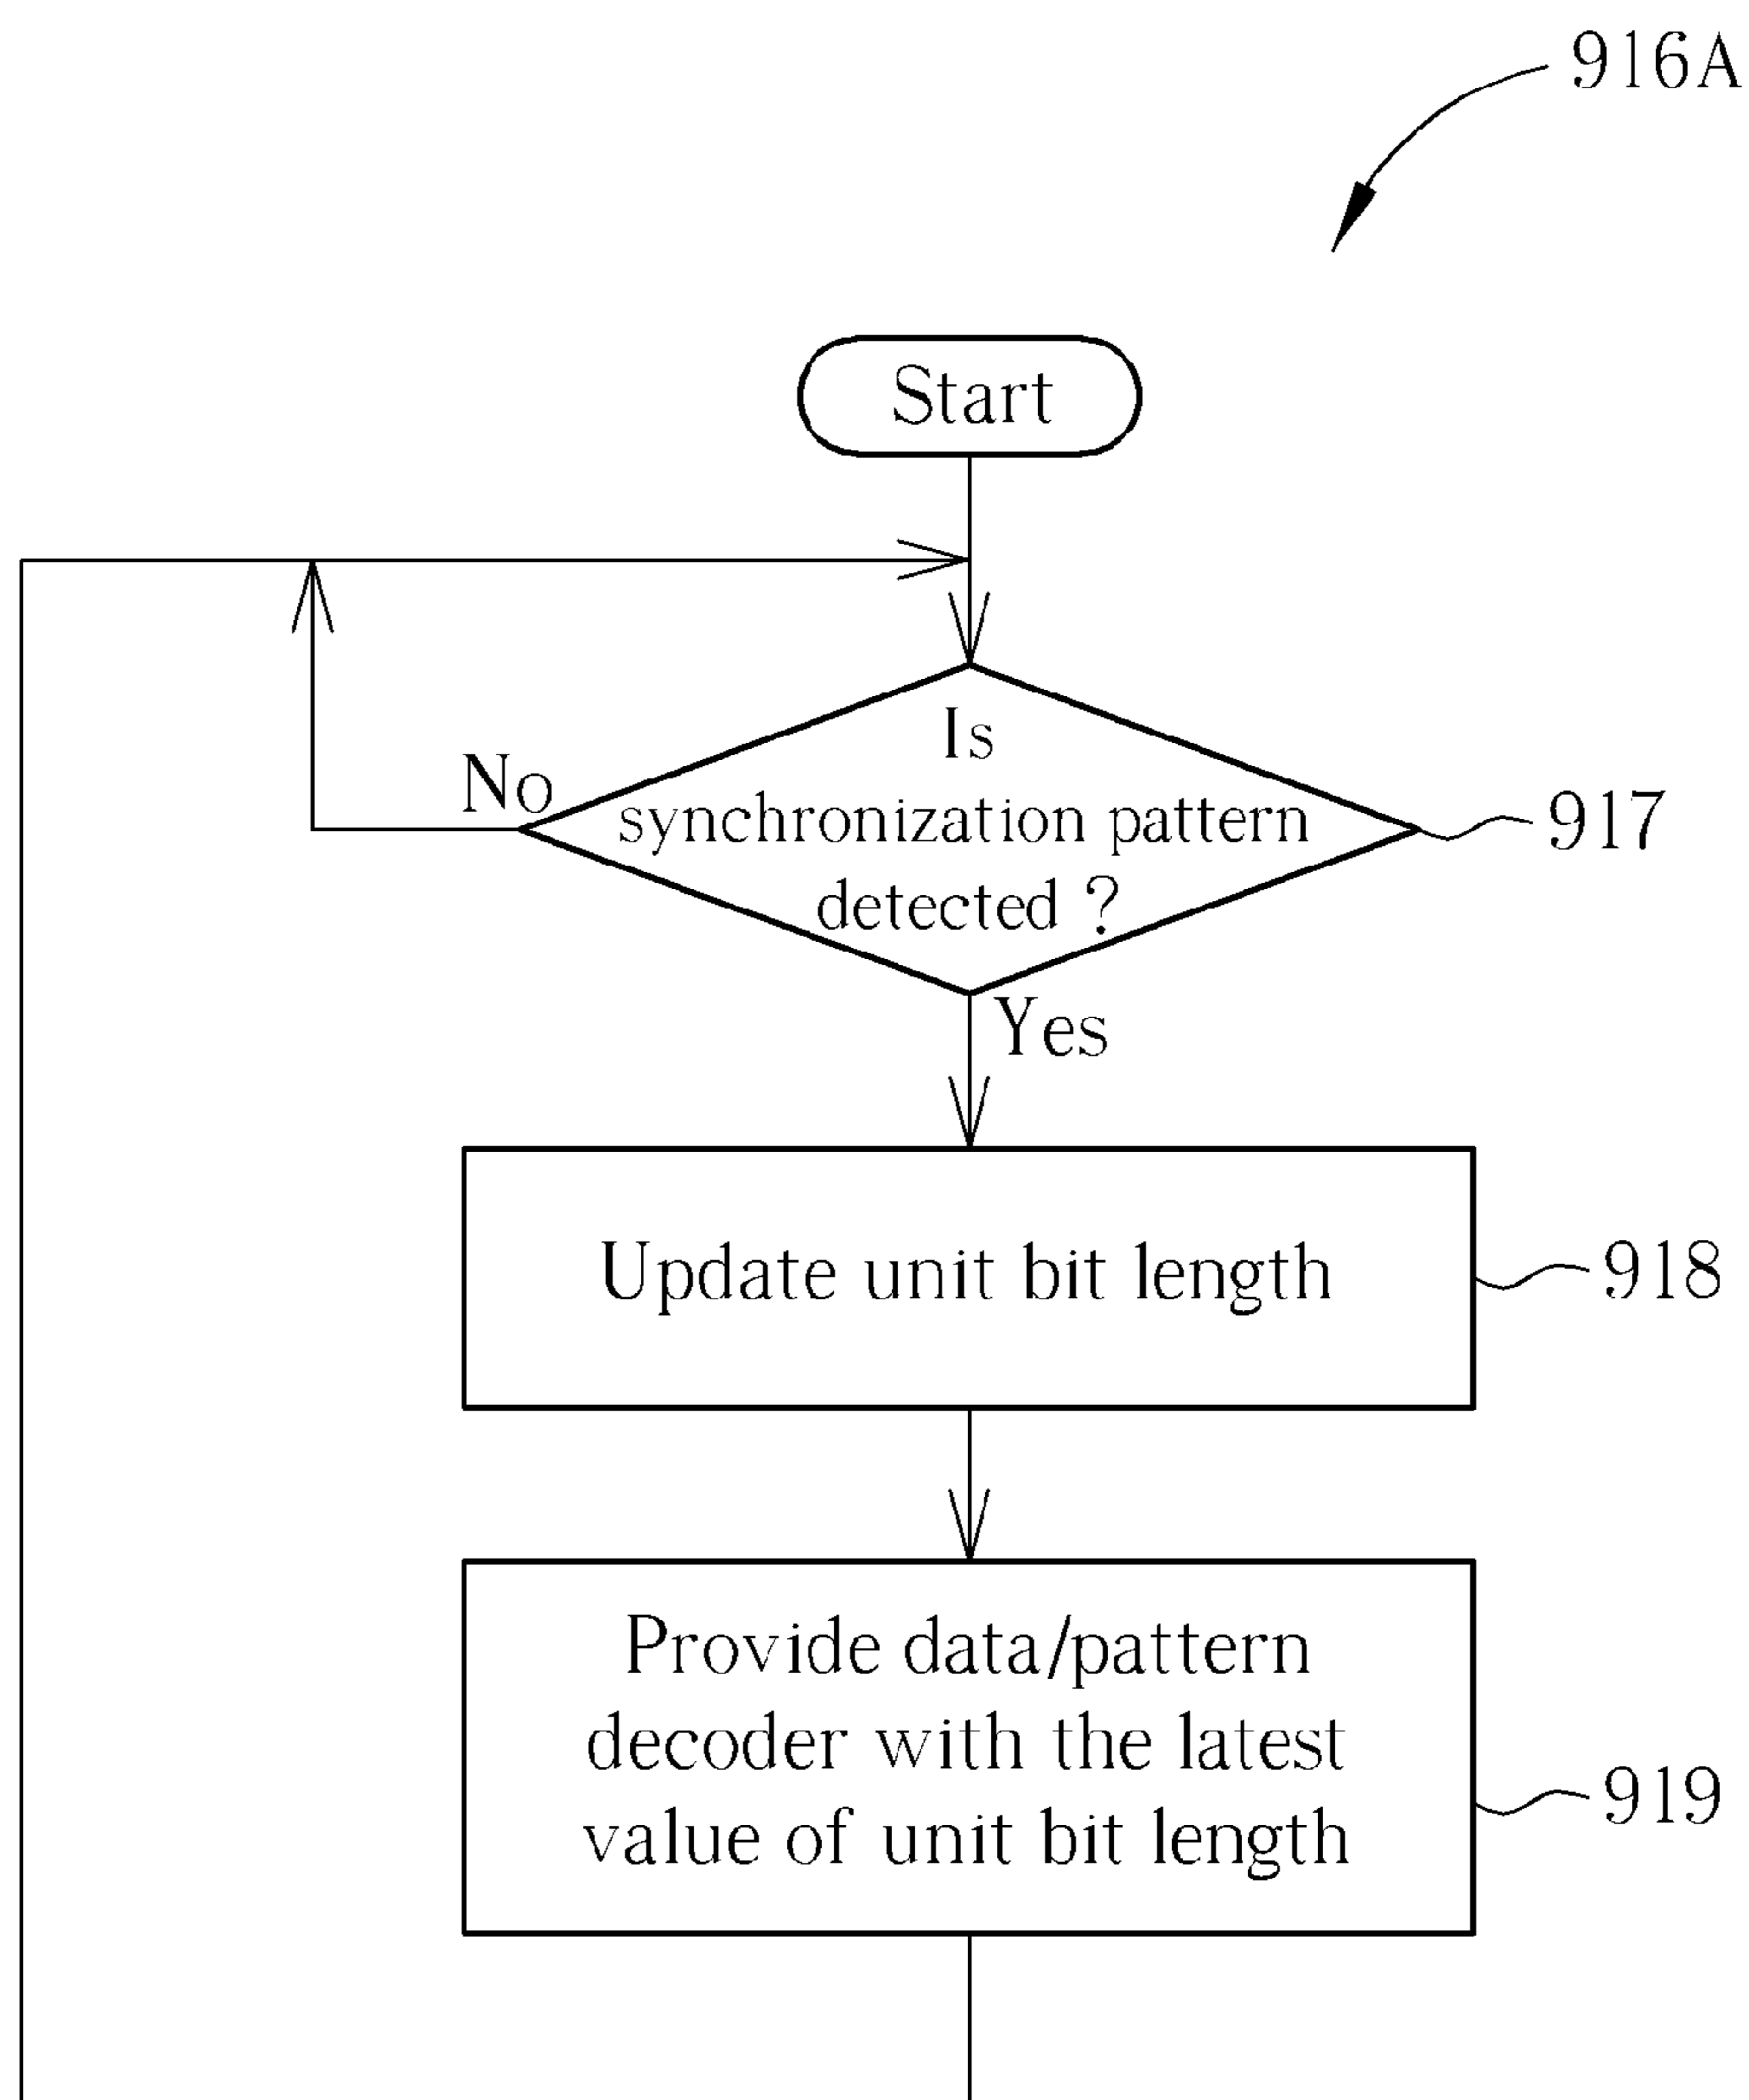 916A
Start
Is
synchronization pattern
detected ?
No
917
Yes
Update unit bit length
918
Provide data/pattern
decoder with the latest
value of unit bit length
919